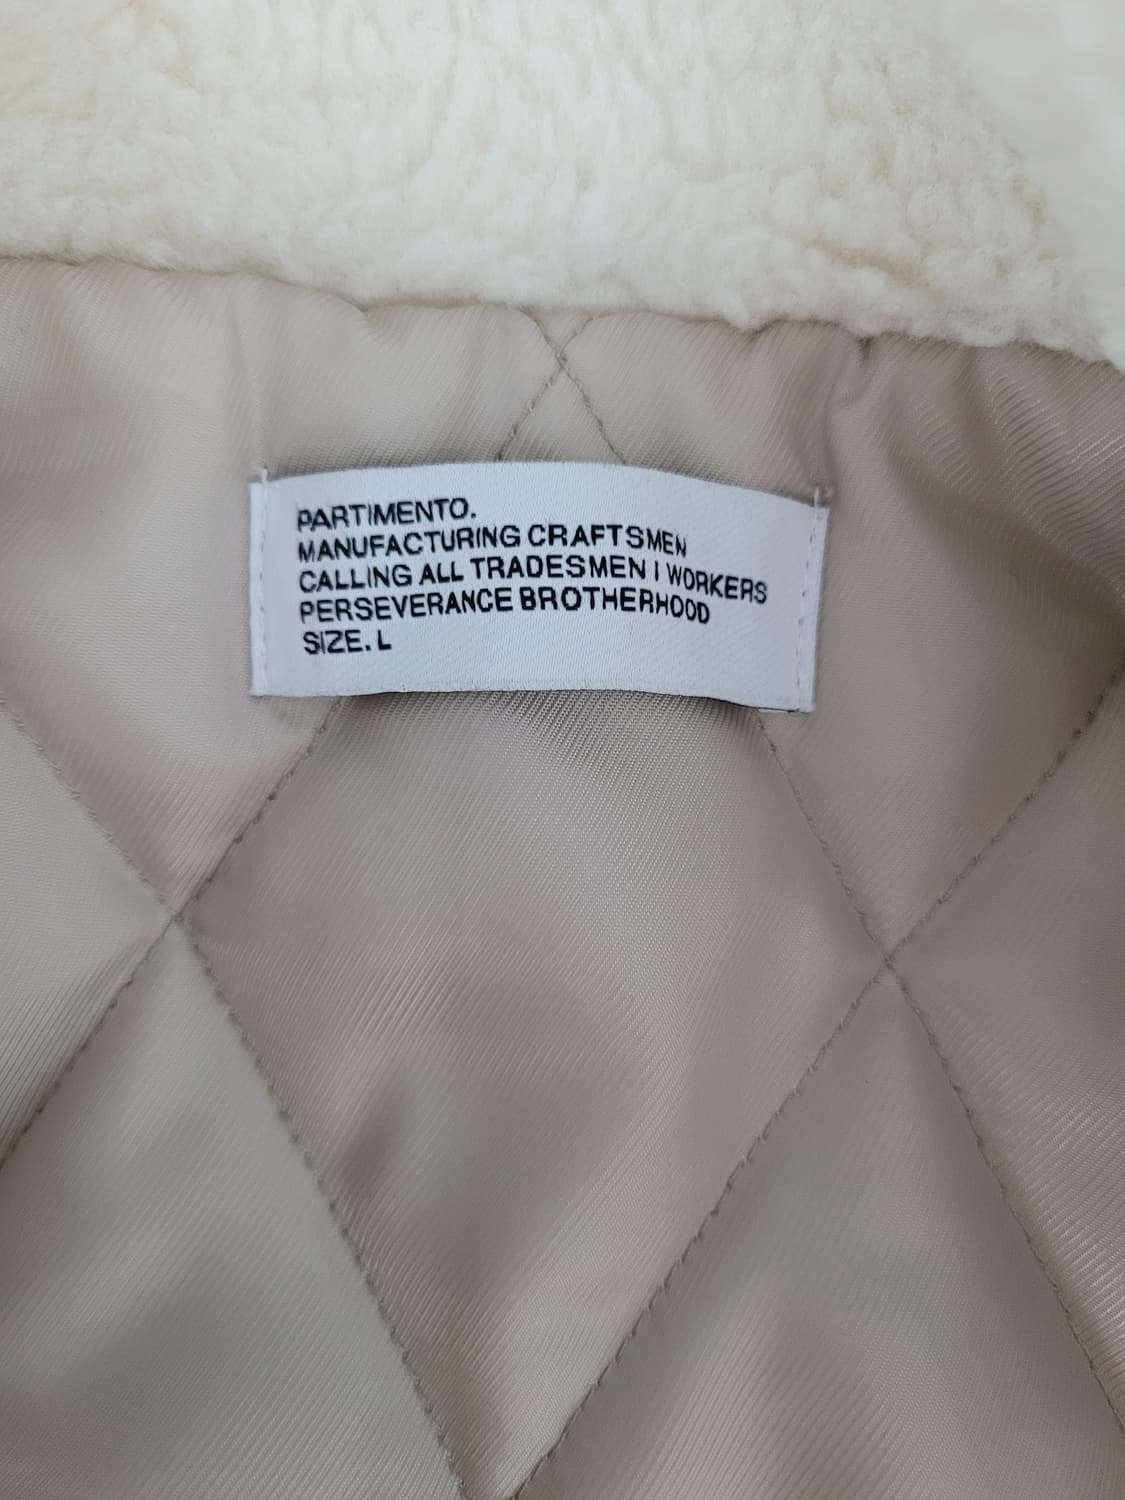 PARTIMENTO.
MANUFACTURING CRAFTSMEN
CALLING ALL TRADESMEN I WORKERS
PERSEVERANCE BROTHERHOOD
SIZE. L